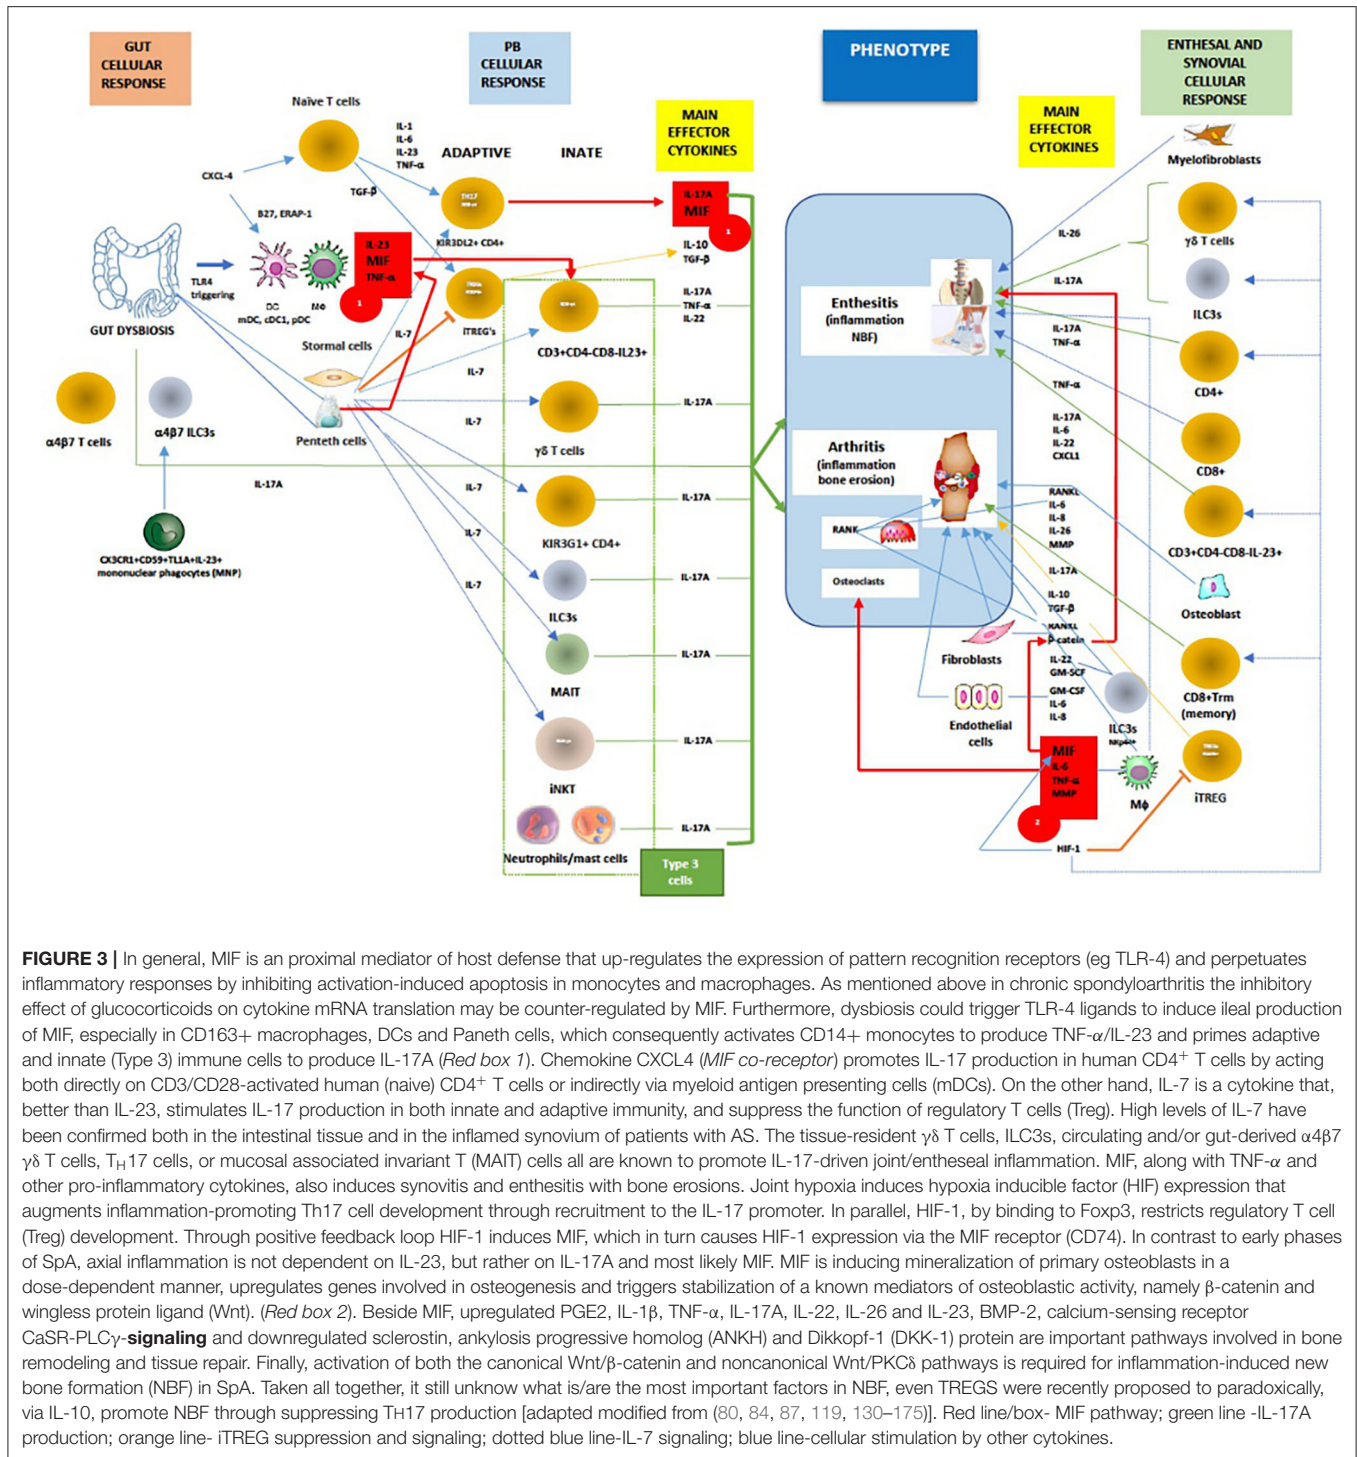 GUT
CELLULAR
RESPONSE
PB
CELLULAR
RESPONSE
PHENOTYPE
ENTHESAL AND
SYNOVIAL
CELLULAR
RESPONSE
MAIN
EFFECTOR
CYTOKINES
MAIN
EFFECTOR
CYTOKINES
Naïve T cells
IL-1
IL-6
IL-23
TNF-α
ADAPTIVE
INATE
CXCL-4
TGF-β
B27, ERAP-1
TH17
KIR3DL2+ CD4+
IL-17A
MIF
1
IL-10
TGF-β
IL-23
MIF
TNF-α
1
TLR4
triggering
DC
mDC, cDC1, pDC
Mϕ
GUT DYSBIOSIS
Stormal cells
IL-7
iTREG's
IL-17A
TNF-α
IL-22
CD3+CD4-CD8-IL23+
IL-7
Penteth cells
α4β7 T cells
α4β7 ILC3s
IL-17A
CX3CR1+CD59+TL1A+IL-23+
mononuclear phagocytes (MNP)
IL-7
γδ T cells
IL-17A
IL-7
KIR3G1+ CD4+
IL-17A
IL-7
ILC3s
IL-17A
IL-7
MAIT
IL-17A
iNKT
IL-17A
Neutrophils/mast cells
IL-17A
Type 3
cells
Enthesitis
(inflammation
NBF)
Arthritis
(inflammation
bone erosion)
RANK
Osteoclasts
Myelofibroblasts
IL-26
γδ T cells
IL-17A
ILC3s
IL-17A
TNF-α
CD4+
TNF-α
IL-17A
IL-6
IL-22
CXCL1
CD8+
RANKL
IL-6
IL-8
IL-26
MMP
CD3+CD4-CD8-IL-23+
IL-17A
Osteoblast
IL-10
TGF-β
RANKL
β-catein
Fibroblasts
IL-22
GM-SCF
CD8+Trm
(memory)
GM-CSF
IL-6
IL-8
Endothelial
cells
ILC3s
NKp44+
MIF
IL-6
TNF-α
MMP
2
Mϕ
iTREG
HIF-1
FIGURE 3 | In general, MIF is an proximal mediator of host defense that up-regulates the expression of pattern recognition receptors (eg TLR-4) and perpetuates
inflammatory responses by inhibiting activation-induced apoptosis in monocytes and macrophages. As mentioned above in chronic spondyloarthritis the inhibitory
effect of glucocorticoids on cytokine mRNA translation may be counter-regulated by MIF. Furthermore, dysbiosis could trigger TLR-4 ligands to induce ileal production
of MIF, especially in CD163+ macrophages, DCs and Paneth cells, which consequently activates CD14+ monocytes to produce TNF-α/IL-23 and primes adaptive
and innate (Type 3) immune cells to produce IL-17A (Red box 1). Chemokine CXCL4 (MIF co-receptor) promotes IL-17 production in human CD4⁺ T cells by acting
both directly on CD3/CD28-activated human (naive) CD4⁺ T cells or indirectly via myeloid antigen presenting cells (mDCs). On the other hand, IL-7 is a cytokine that,
better than IL-23, stimulates IL-17 production in both innate and adaptive immunity, and suppress the function of regulatory T cells (Treg). High levels of IL-7 have
been confirmed both in the intestinal tissue and in the inflamed synovium of patients with AS. The tissue-resident γδ T cells, ILC3s, circulating and/or gut-derived α4β7
γδ T cells, TH17 cells, or mucosal associated invariant T (MAIT) cells all are known to promote IL-17-driven joint/entheseal inflammation. MIF, along with TNF-α and
other pro-inflammatory cytokines, also induces synovitis and enthesitis with bone erosions. Joint hypoxia induces hypoxia inducible factor (HIF) expression that
augments inflammation-promoting Th17 cell development through recruitment to the IL-17 promoter. In parallel, HIF-1, by binding to Foxp3, restricts regulatory T cell
(Treg) development. Through positive feedback loop HIF-1 induces MIF, which in turn causes HIF-1 expression via the MIF receptor (CD74). In contrast to early phases
of SpA, axial inflammation is not dependent on IL-23, but rather on IL-17A and most likely MIF. MIF is inducing mineralization of primary osteoblasts in a
dose-dependent manner, upregulates genes involved in osteogenesis and triggers stabilization of a known mediators of osteoblastic activity, namely β-catenin and
wingless protein ligand (Wnt). (Red box 2). Beside MIF, upregulated PGE2, IL-1β, TNF-α, IL-17A, IL-22, IL-26 and IL-23, BMP-2, calcium-sensing receptor
CaSR-PLCγ-signaling and downregulated sclerostin, ankylosis progressive homolog (ANKH) and Dikkopf-1 (DKK-1) protein are important pathways involved in bone
remodeling and tissue repair. Finally, activation of both the canonical Wnt/β-catenin and noncanonical Wnt/PKCδ pathways is required for inflammation-induced new
bone formation (NBF) in SpA. Taken all together, it still unknow what is/are the most important factors in NBF, even TREGS were recently proposed to paradoxically,
via IL-10, promote NBF through suppressing TH17 production [adapted modified from (80, 84, 87, 119, 130–175)]. Red line/box- MIF pathway; green line -IL-17A
production; orange line- iTREG suppression and signaling; dotted blue line-IL-7 signaling; blue line-cellular stimulation by other cytokines.